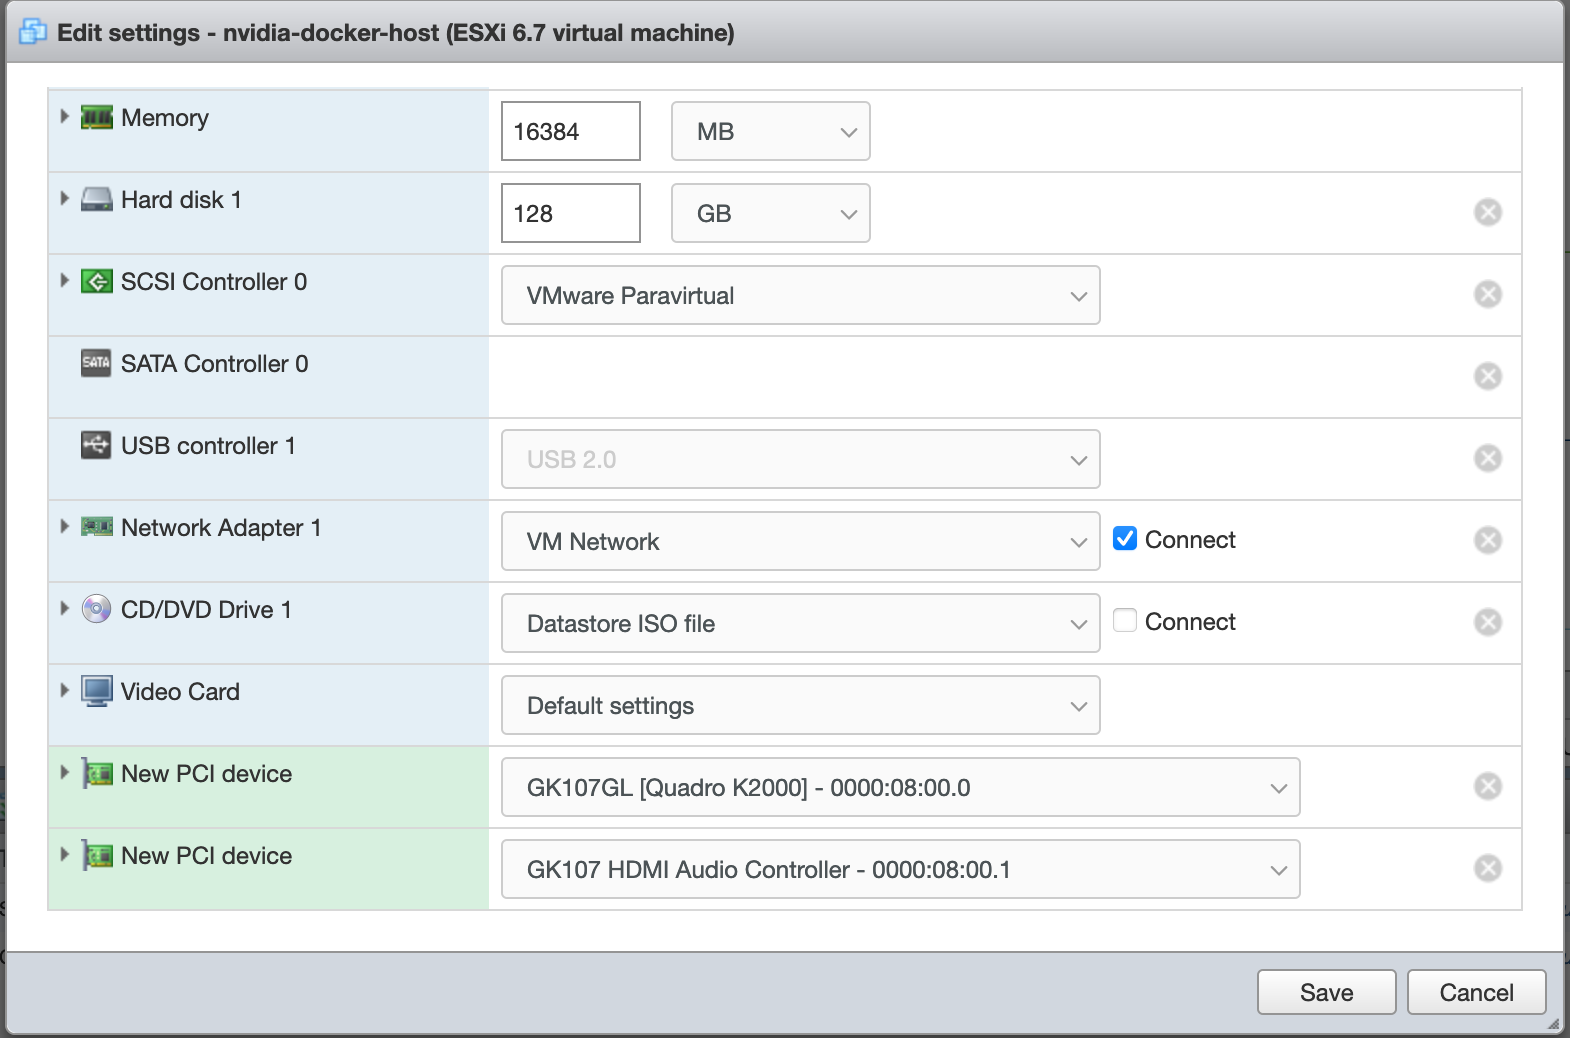 Edit settings - nvidia-docker-host (ESXi 6.7 virtual machine)
Memory 16384 MB
Hard disk 1 128 GB
SCSI Controller 0 VMware Paravirtual
SATA SATA Controller 0
USB controller 1 USB 2.0
Network Adapter 1 VM Network Connect
CD/DVD Drive 1 Datastore ISO file Connect
Video Card Default settings
New PCI device GK107GL [Quadro K2000] - 0000:08:00.0
New PCI device GK107 HDMI Audio Controller - 0000:08:00.1
Save Cancel